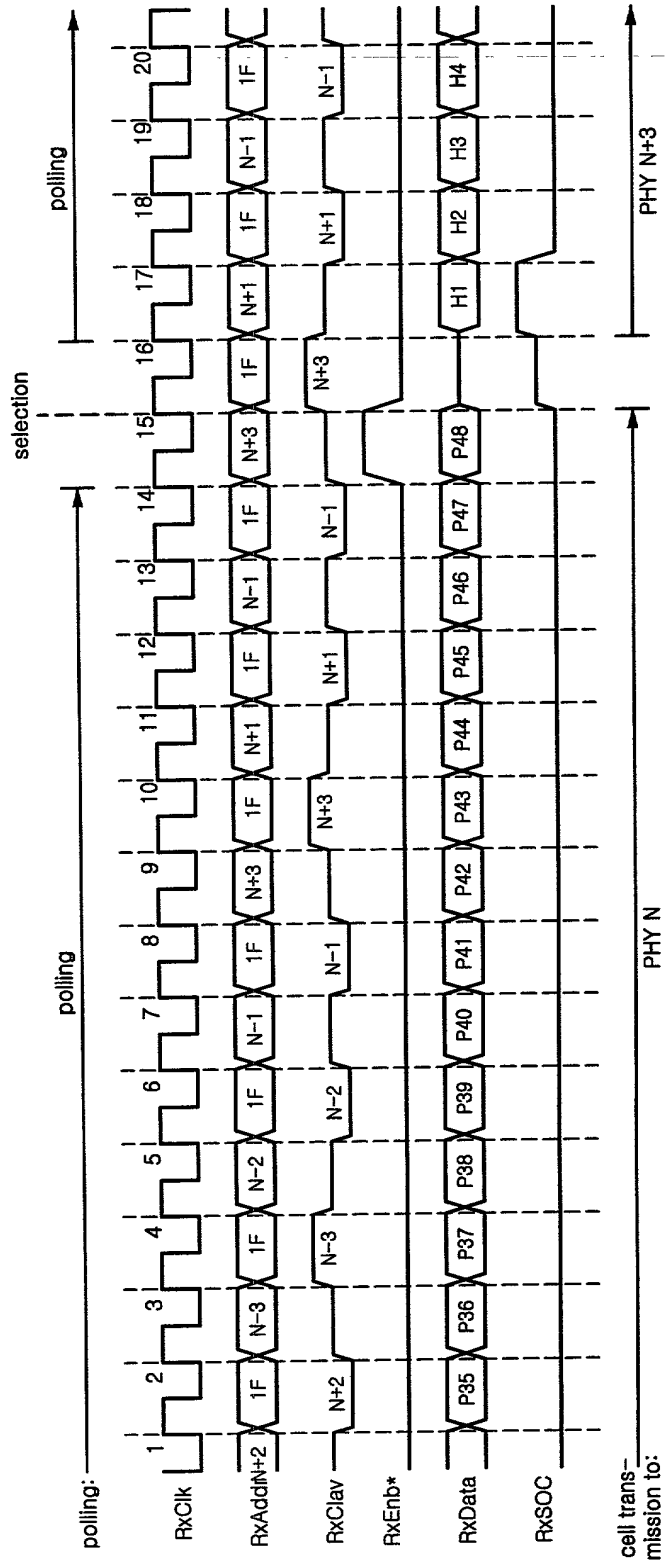 selection
polling: polling polling
1 2 3 4 5 6 7 8 9 10 11 12 13 14 15 16 17 18 19 20
RxClk
RxAddr N+2 1F N-3 1F N-2 1F N-1 1F N+3 1F N+1 1F N-1 1F N+3 1F N+1 1F N-1 1F
RxClav N+2 N-3 N-2 N-1 N+3 N+1 N-1 N+3 N+1 N-1
RxEnb*
RxData P35 P36 P37 P38 P39 P40 P41 P42 P43 P44 P45 P46 P47 P48 H1 H2 H3 H4
RxSOC
cell trans-
mission to: PHY N PHY N+3